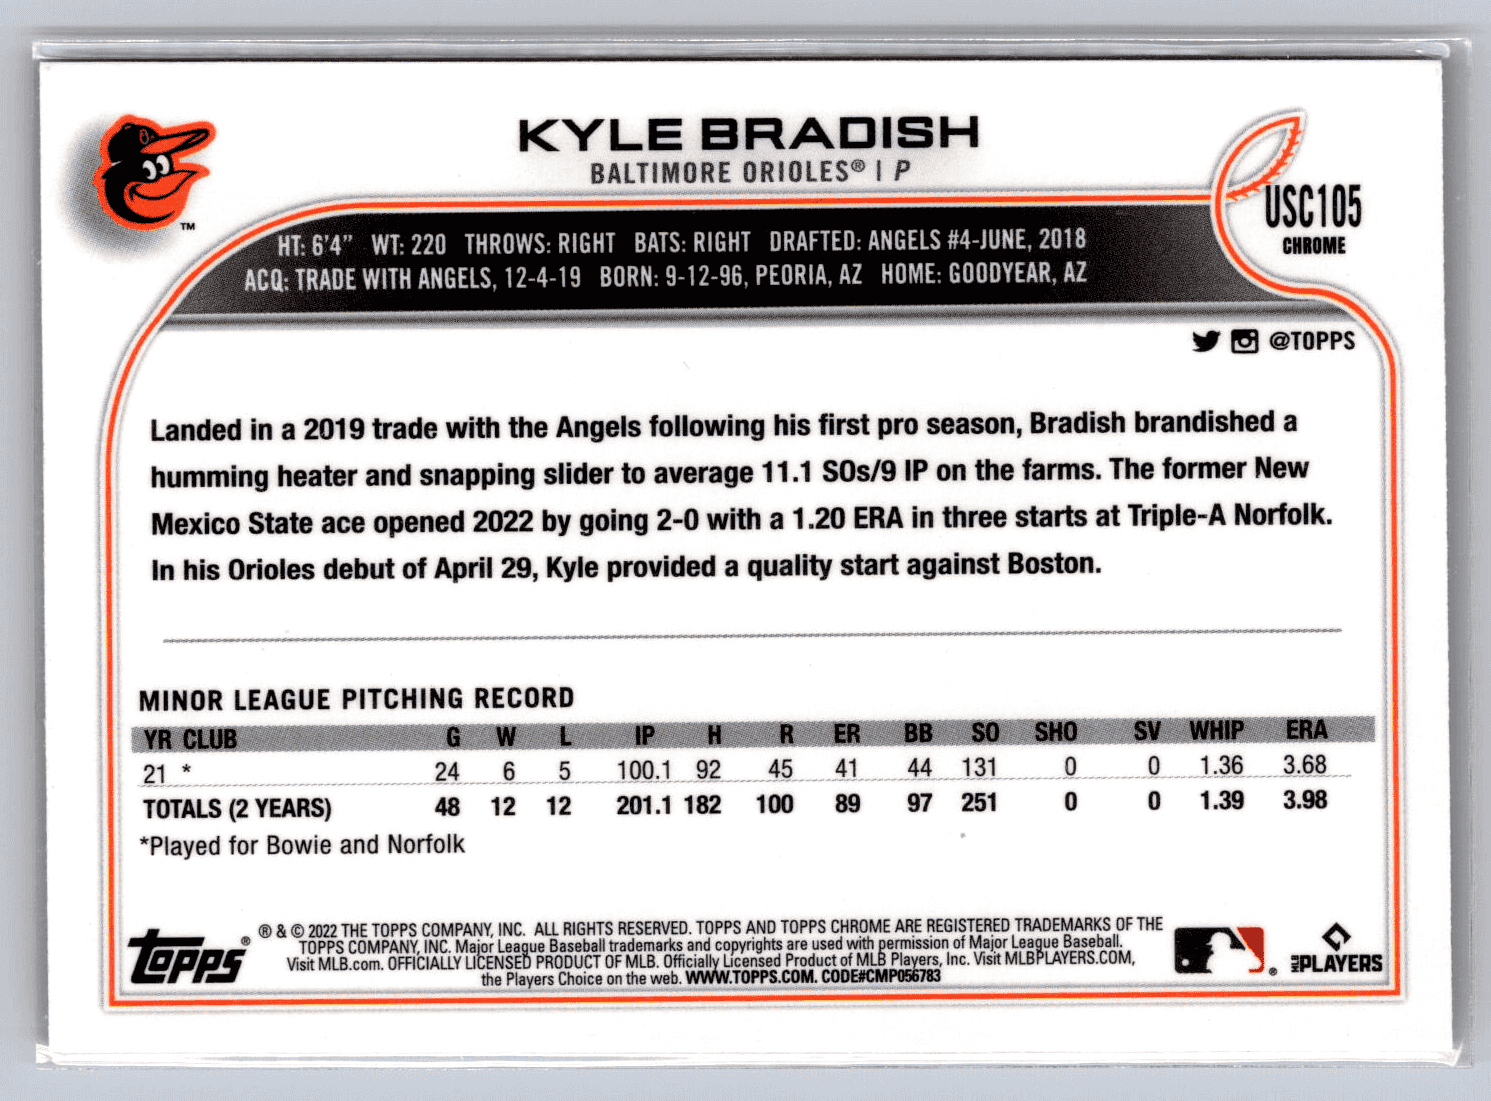 KYLE BRADISH
BALTIMORE ORIOLES® | P
USC105
CHROME
TM
HT: 6'4" WT: 220 THROWS: RIGHT BATS: RIGHT DRAFTED: ANGELS #4-JUNE, 2018
ACQ: TRADE WITH ANGELS, 12-4-19 BORN: 9-12-96, PEORIA, AZ HOME: GOODYEAR, AZ
@TOPPS
Landed in a 2019 trade with the Angels following his first pro season, Bradish brandished a
humming heater and snapping slider to average 11.1 SOs/9 IP on the farms. The former New
Mexico State ace opened 2022 by going 2-0 with a 1.20 ERA in three starts at Triple-A Norfolk.
In his Orioles debut of April 29, Kyle provided a quality start against Boston.
MINOR LEAGUE PITCHING RECORD
YR CLUB G W L IP H R ER BB SO SHO SV WHIP ERA
21 * 24 6 5 100.1 92 45 41 44 131 0 0 1.36 3.68
TOTALS (2 YEARS) 48 12 12 201.1 182 100 89 97 251 0 0 1.39 3.98
*Played for Bowie and Norfolk
® & © 2022 THE TOPPS COMPANY, INC. ALL RIGHTS RESERVED. TOPPS AND TOPPS CHROME ARE REGISTERED TRADEMARKS OF THE
TOPPS COMPANY, INC. Major League Baseball trademarks and copyrights are used with permission of Major League Baseball.
Visit MLB.com. OFFICIALLY LICENSED PRODUCT OF MLB. Officially Licensed Product of MLB Players, Inc. Visit MLBPLAYERS.COM,
the Players Choice on the web. WWW.TOPPS.COM. CODE#CMP056783
TOPPS®
MLB PLAYERS